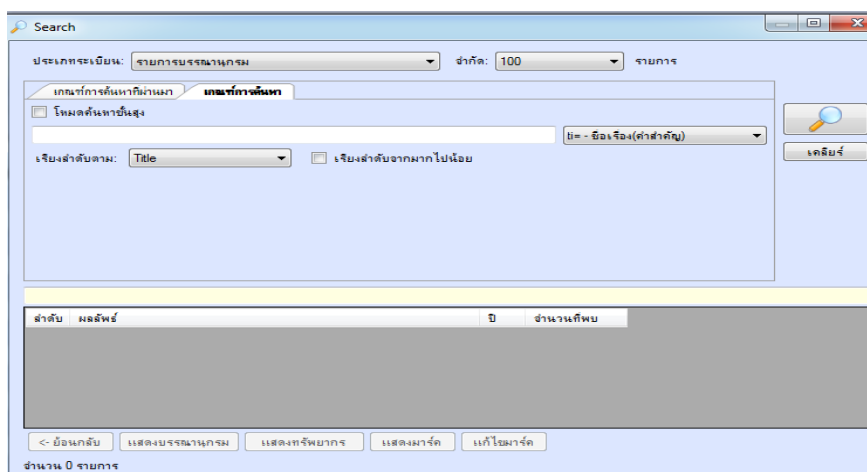 Search
ประเภทระเบียน: รายการบรรณานุกรม จำกัด: 100 รายการ
เกณฑ์การค้นหาที่ผ่านมา เกณฑ์การค้นหา
โหมดค้นหาขั้นสูง
ti= - ชื่อเรื่อง(คำสำคัญ)
เรียงลำดับตาม: Title เรียงลำดับจากมากไปน้อย
เคลียร์
ลำดับ ผลลัพธ์ ปี จำนวนที่พบ
<- ย้อนกลับ แสดงบรรณานุกรม แสดงทรัพยากร แสดงมาร์ค แก้ไขมาร์ค
จำนวน 0 รายการ